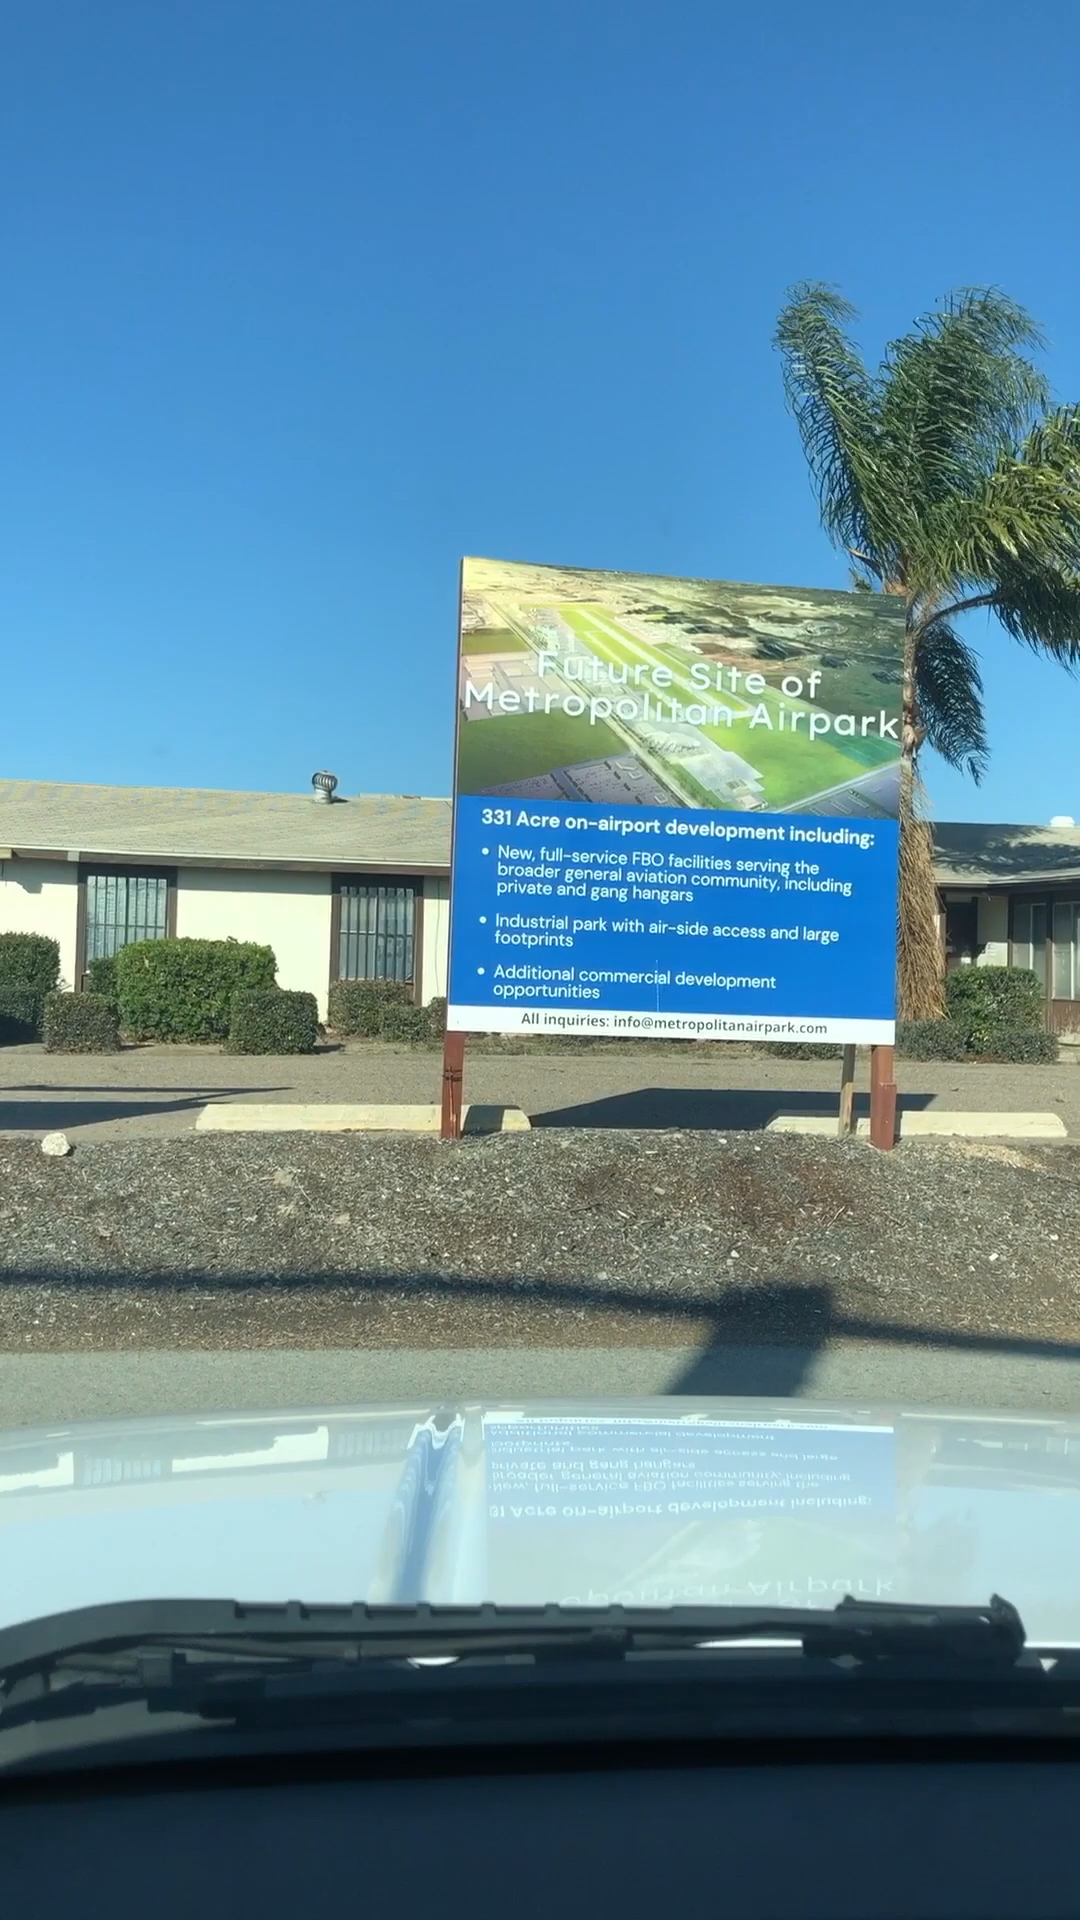 Future Site of
Metropolitan Airpark
331 Acre on-airport development including:
• New, full-service FBO facilities serving the
broader general aviation community, including
private and gang hangars
• Industrial park with air-side access and large
footprints
• Additional commercial development
opportunities
All inquiries: info@metropolitanairpark.com